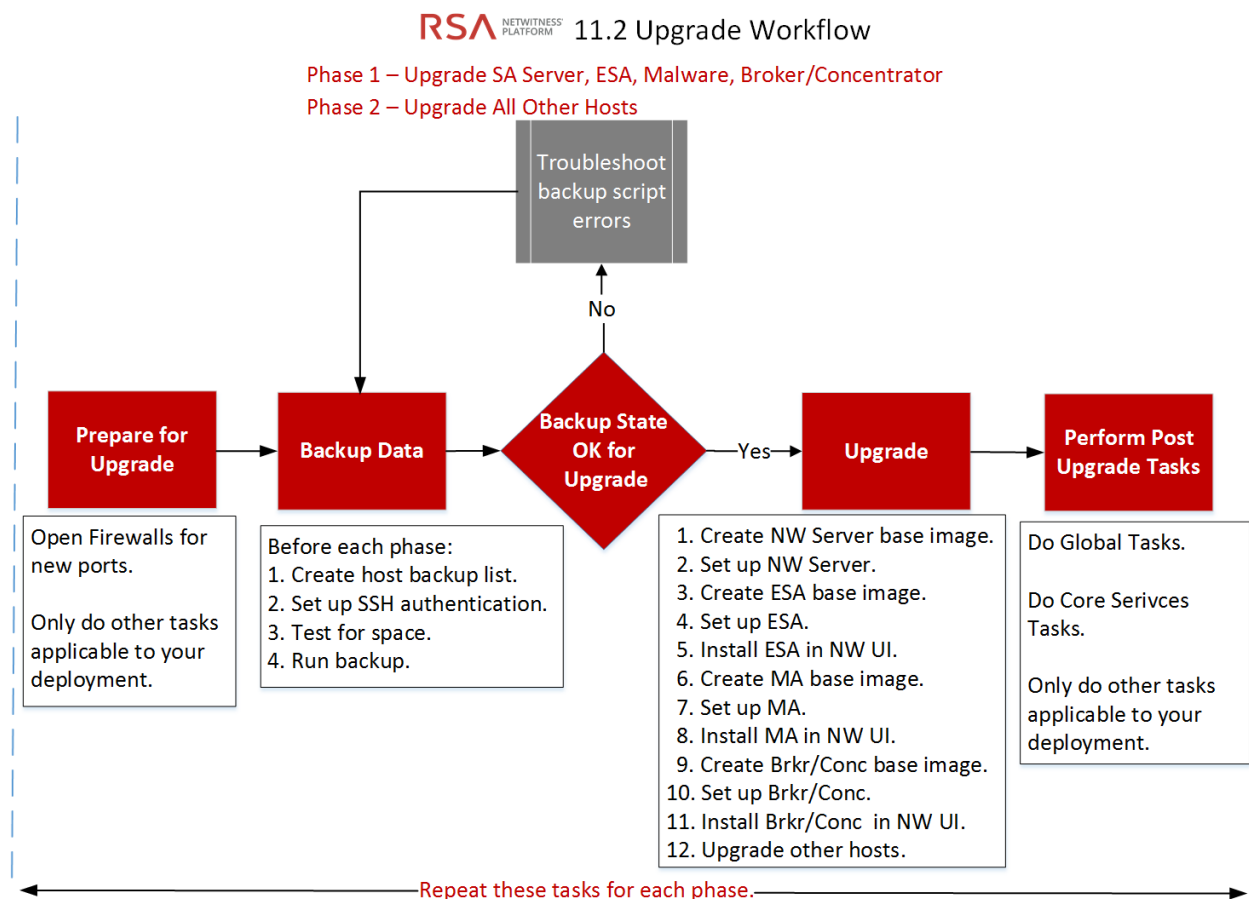 RSA NETWITNESS® PLATFORM 11.2 Upgrade Workflow
Phase 1 – Upgrade SA Server, ESA, Malware, Broker/Concentrator
Phase 2 – Upgrade All Other Hosts
Troubleshoot
backup script
errors
No
Prepare for
Upgrade
Backup Data
Backup State
OK for
Upgrade
Yes
Upgrade
Perform Post
Upgrade Tasks
Open Firewalls for
new ports.
Only do other tasks
applicable to your
deployment.
Before each phase:
1. Create host backup list.
2. Set up SSH authentication.
3. Test for space.
4. Run backup.
1. Create NW Server base image.
2. Set up NW Server.
3. Create ESA base image.
4. Set up ESA.
5. Install ESA in NW UI.
6. Create MA base image.
7. Set up MA.
8. Install MA in NW UI.
9. Create Brkr/Conc base image.
10. Set up Brkr/Conc.
11. Install Brkr/Conc in NW UI.
12. Upgrade other hosts.
Do Global Tasks.
Do Core Serivces
Tasks.
Only do other tasks
applicable to your
deployment.
Repeat these tasks for each phase.